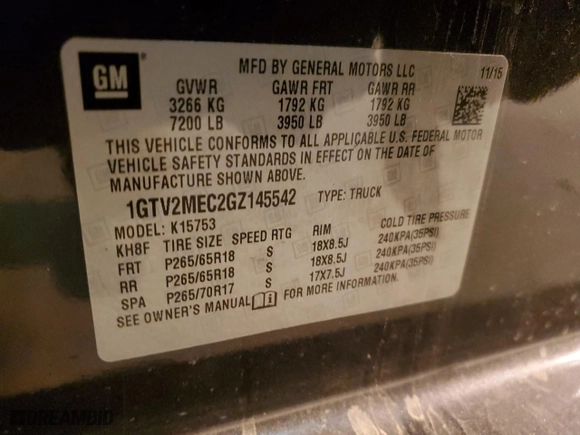 GM
MFD BY GENERAL MOTORS LLC 11/15
GVWR GAWR FRT GAWR RR
3266 KG 1792 KG 1792 KG
7200 LB 3950 LB 3950 LB
THIS VEHICLE CONFORMS TO ALL APPLICABLE U.S. FEDERAL MOTOR
VEHICLE SAFETY STANDARDS IN EFFECT ON THE DATE OF
MANUFACTURE SHOWN ABOVE.
1GTV2MEC2GZ145542 TYPE: TRUCK
MODEL: K15753
KH8F TIRE SIZE SPEED RTG RIM COLD TIRE PRESSURE
FRT P265/65R18 S 18X8.5J 240KPA(35PSI)
RR P265/65R18 S 18X8.5J 240KPA(35PSI)
SPA P265/70R17 S 17X7.5J 240KPA(35PSI)
SEE OWNER'S MANUAL FOR MORE INFORMATION.
DREAMBID